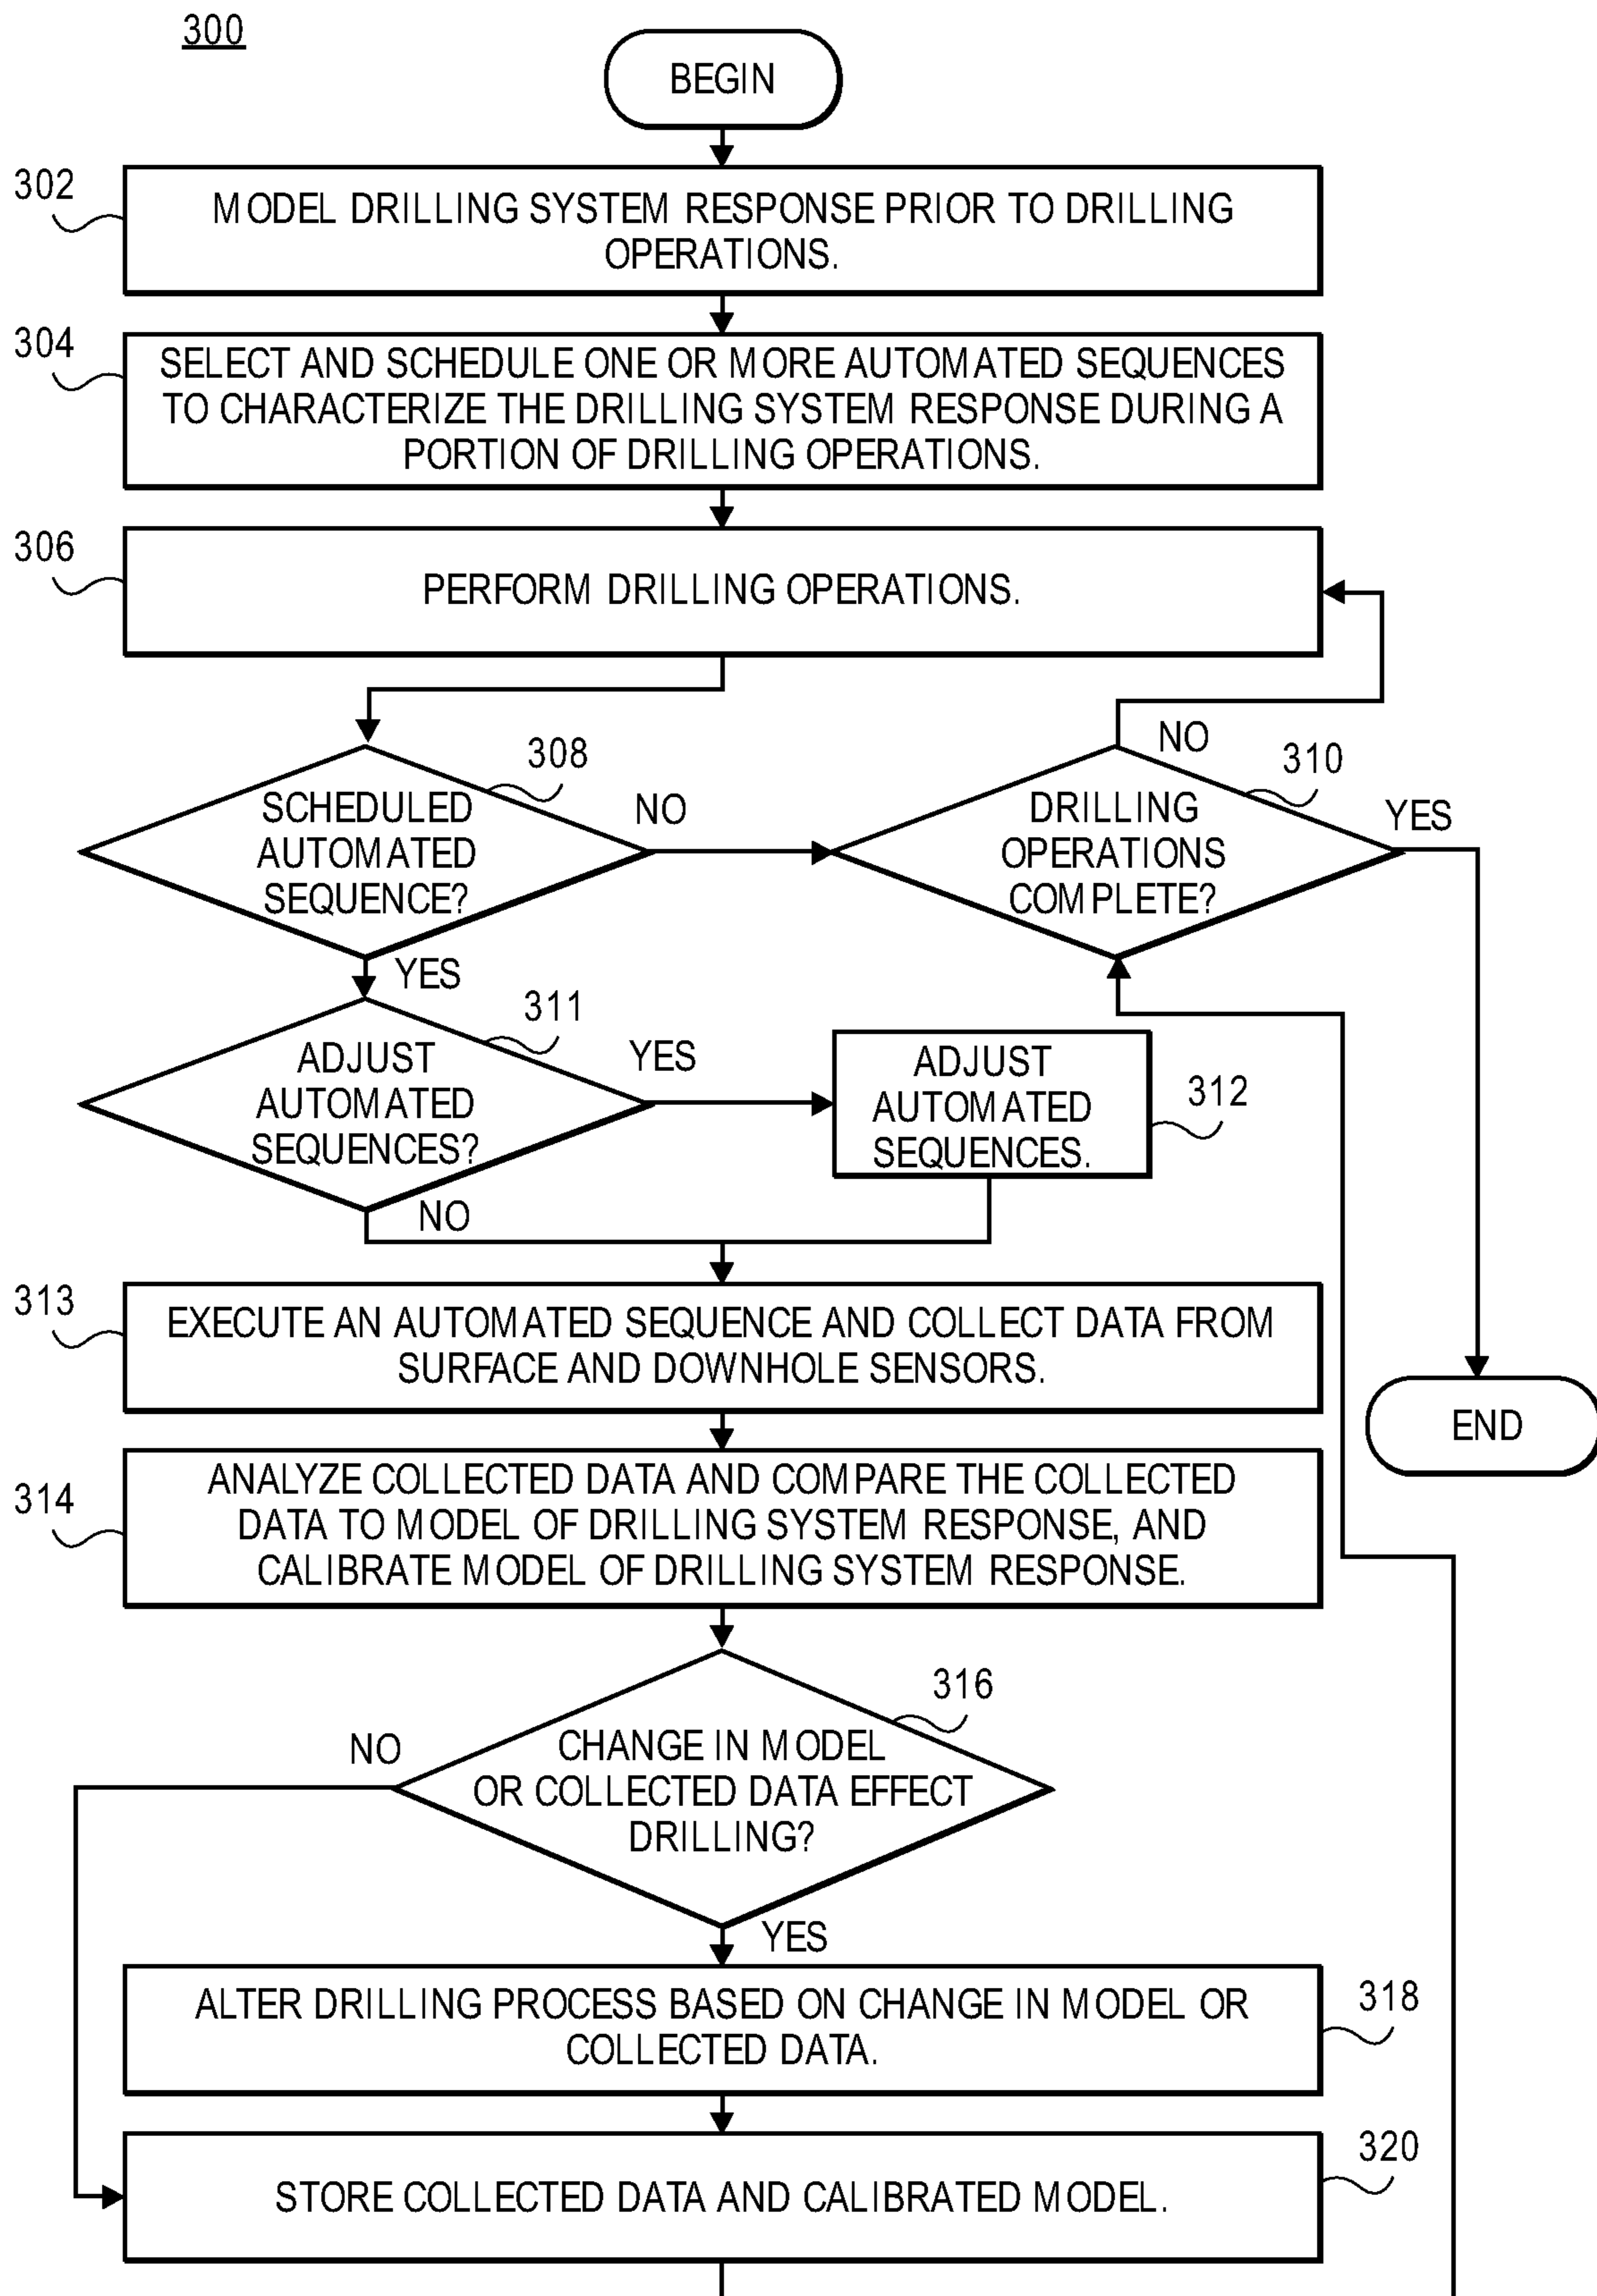 300
BEGIN
302
MODEL DRILLING SYSTEM RESPONSE PRIOR TO DRILLING
OPERATIONS.
304
SELECT AND SCHEDULE ONE OR MORE AUTOMATED SEQUENCES
TO CHARACTERIZE THE DRILLING SYSTEM RESPONSE DURING A
PORTION OF DRILLING OPERATIONS.
306
PERFORM DRILLING OPERATIONS.
308
SCHEDULED
AUTOMATED
SEQUENCE?
NO
YES
310
DRILLING
OPERATIONS
COMPLETE?
NO
YES
311
ADJUST
AUTOMATED
SEQUENCES?
YES
NO
312
ADJUST
AUTOMATED
SEQUENCES.
313
EXECUTE AN AUTOMATED SEQUENCE AND COLLECT DATA FROM
SURFACE AND DOWNHOLE SENSORS.
END
314
ANALYZE COLLECTED DATA AND COMPARE THE COLLECTED
DATA TO MODEL OF DRILLING SYSTEM RESPONSE, AND
CALIBRATE MODEL OF DRILLING SYSTEM RESPONSE.
316
CHANGE IN MODEL
OR COLLECTED DATA EFFECT
DRILLING?
NO
YES
318
ALTER DRILLING PROCESS BASED ON CHANGE IN MODEL OR
COLLECTED DATA.
320
STORE COLLECTED DATA AND CALIBRATED MODEL.